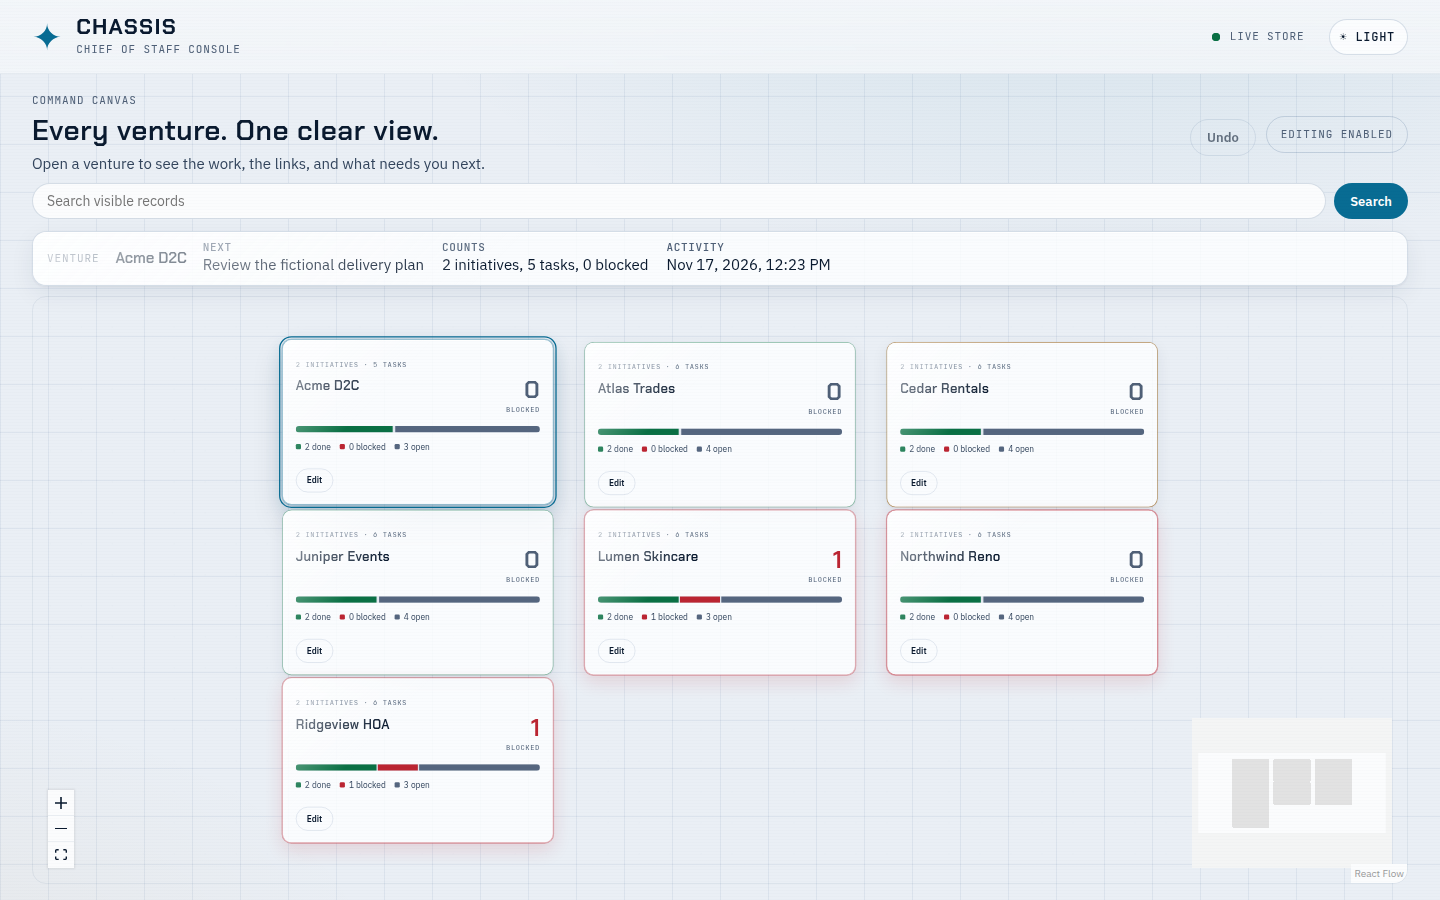 CHASSIS
CHIEF OF STAFF CONSOLE
LIVE STORE
☀ LIGHT
COMMAND CANVAS
Every venture. One clear view.
Open a venture to see the work, the links, and what needs you next.
Undo
EDITING ENABLED
Search visible records
Search
VENTURE Acme D2C
NEXT
Review the fictional delivery plan
COUNTS
2 initiatives, 5 tasks, 0 blocked
ACTIVITY
Nov 17, 2026, 12:23 PM
2 INITIATIVES · 5 TASKS
Acme D2C
0
BLOCKED
2 done 0 blocked 3 open
Edit
2 INITIATIVES · 6 TASKS
Atlas Trades
0
BLOCKED
2 done 0 blocked 4 open
Edit
2 INITIATIVES · 6 TASKS
Cedar Rentals
0
BLOCKED
2 done 0 blocked 4 open
Edit
2 INITIATIVES · 6 TASKS
Juniper Events
0
BLOCKED
2 done 0 blocked 4 open
Edit
2 INITIATIVES · 6 TASKS
Lumen Skincare
1
BLOCKED
2 done 1 blocked 3 open
Edit
2 INITIATIVES · 6 TASKS
Northwind Reno
0
BLOCKED
2 done 0 blocked 4 open
Edit
2 INITIATIVES · 6 TASKS
Ridgeview HOA
1
BLOCKED
2 done 1 blocked 3 open
Edit
React Flow